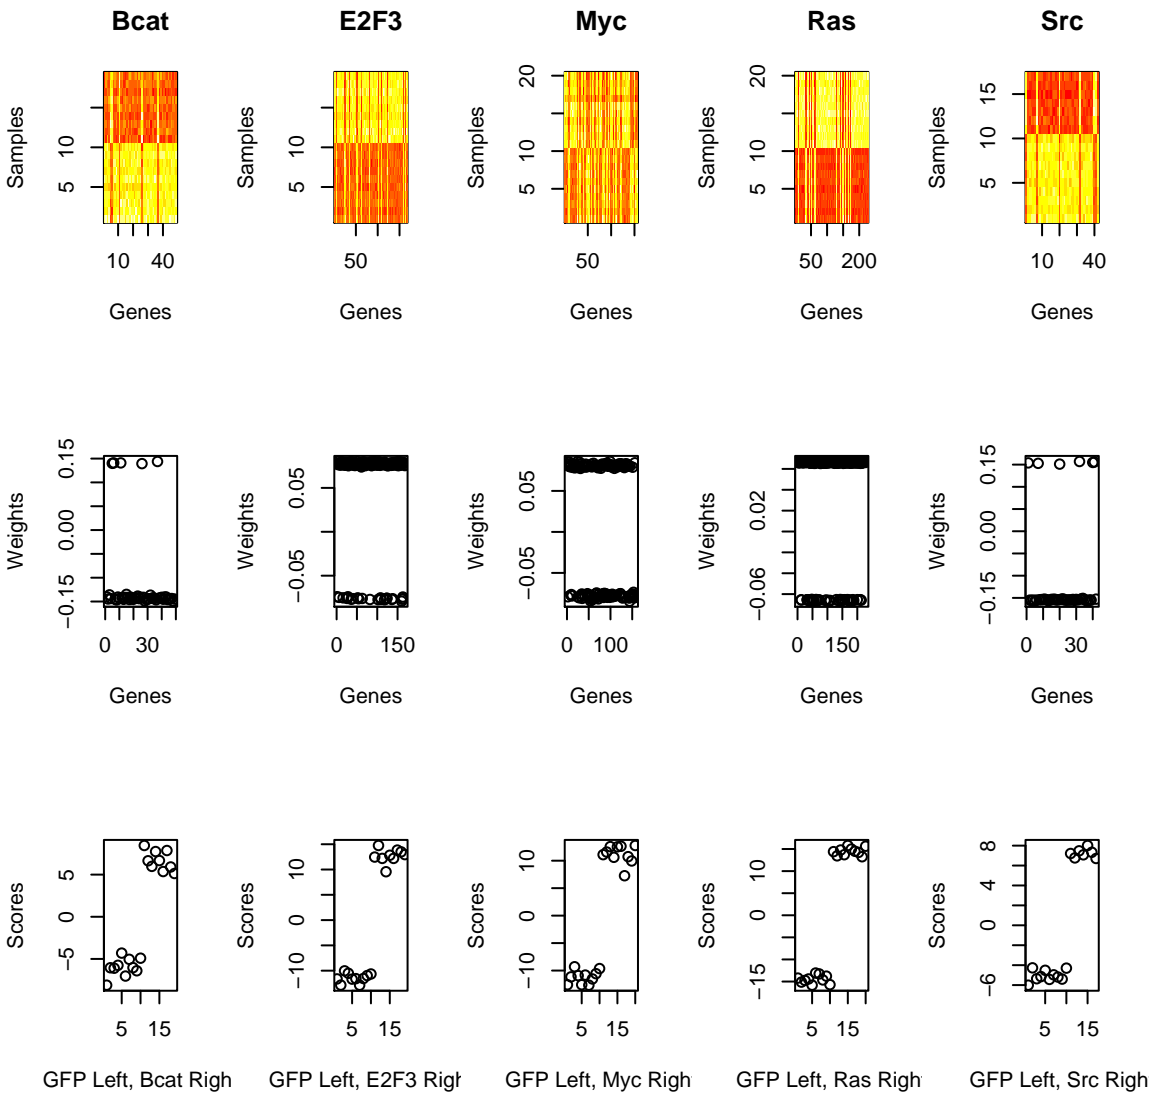 Bcat E2F3 Myc Ras Src
Samples Samples Samples Samples Samples
5 10
5 10
5 10 20
5 10 20
5 10 15
10 40 50 50 50 200 10 40
Genes Genes Genes Genes Genes
Weights Weights Weights Weights Weights
−0.15 0.00 0.15
−0.05 0.05
−0.05 0.05
−0.06 0.02
−0.15 0.00 0.15
0 30 0 150 0 100 0 150 0 30
Genes Genes Genes Genes Genes
Scores Scores Scores Scores Scores
−5 0 5
−10 0 10
−10 0 10
−15 0 10
−6 0 4 8
5 15 5 15 5 15 5 15 5 15
GFP Left, Bcat Righ GFP Left, E2F3 Righ GFP Left, Myc Righ GFP Left, Ras Righ GFP Left, Src Righ